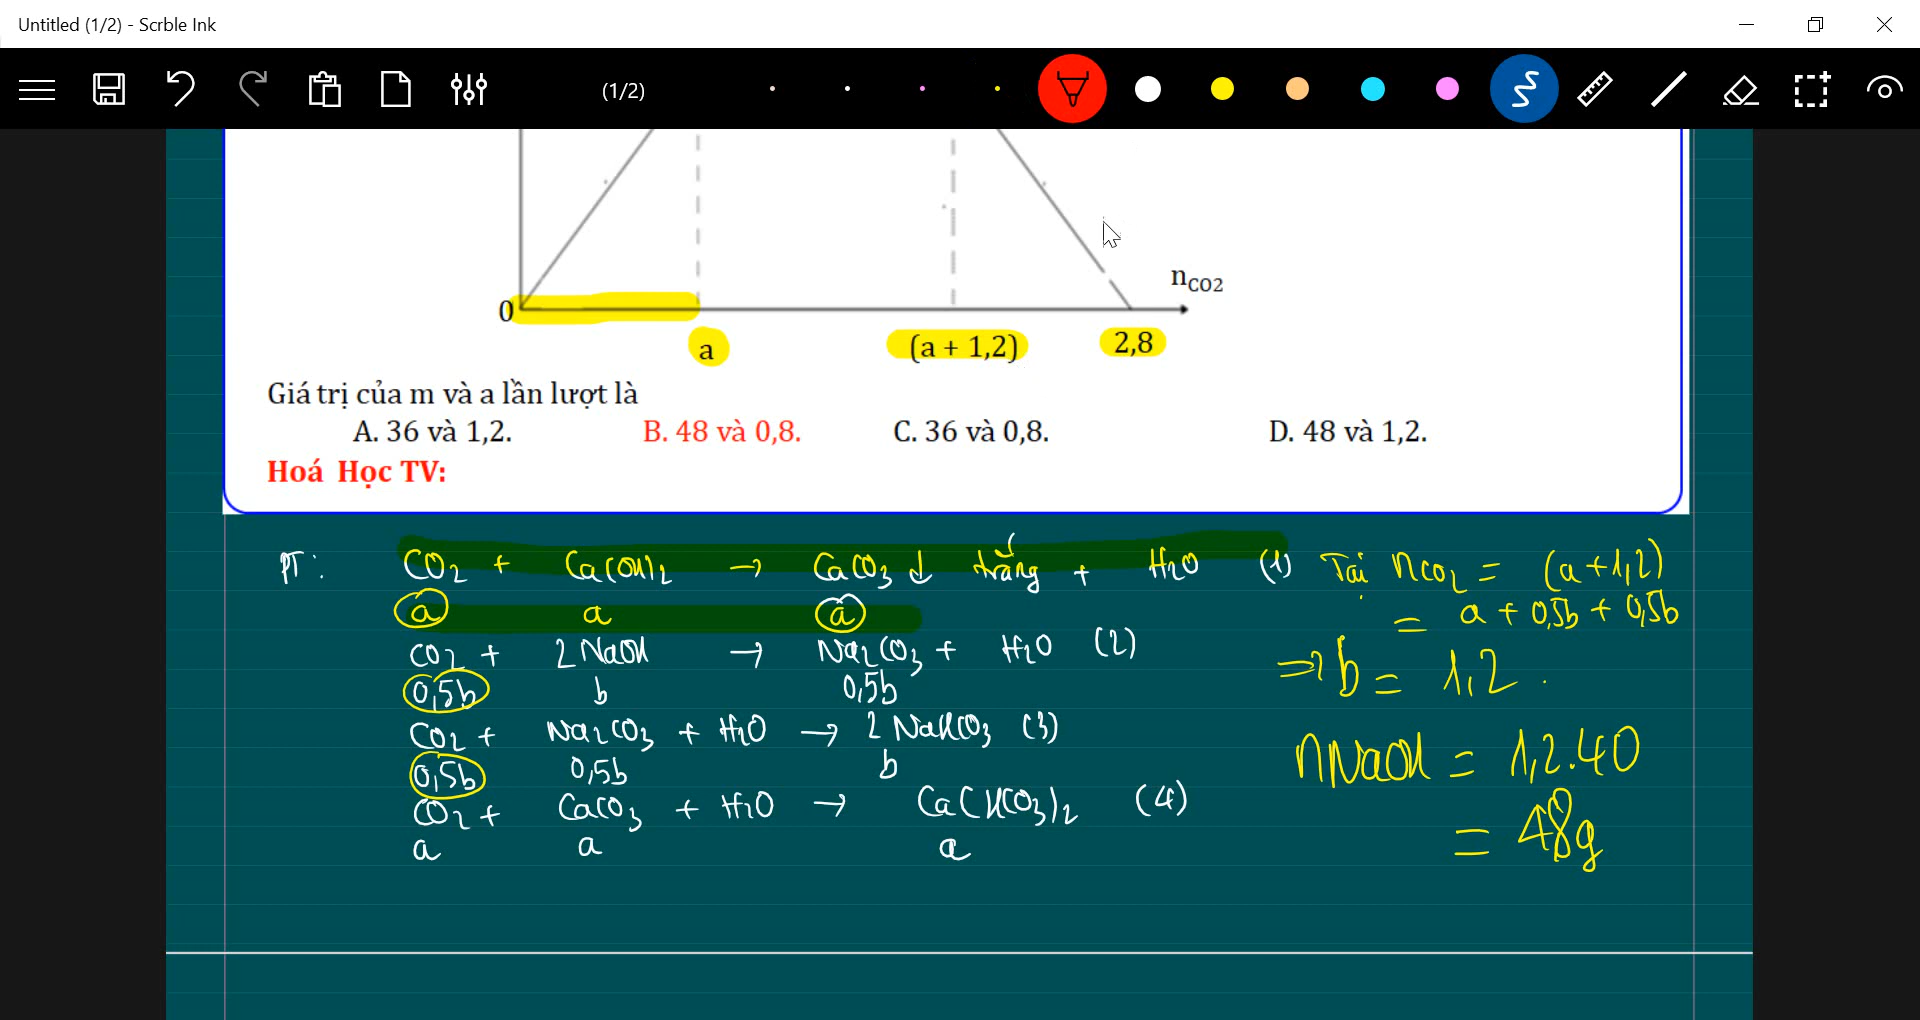 Untitled (1/2) - Scrble Ink
(1/2)
n_CO2
0
a
(a + 1,2)
2,8
Giá trị của m và a lần lượt là
A. 36 và 1,2. B. 48 và 0,8. C. 36 và 0,8. D. 48 và 1,2.
Hoá Học TV:
PT: CO₂ + Ca(OH)₂ → CaCO₃↓ trắng + H₂O (1)
a a a
CO₂ + 2NaOH → Na₂CO₃ + H₂O (2)
0,5b b 0,5b
CO₂ + Na₂CO₃ + H₂O → 2NaHCO₃ (3)
0,5b 0,5b b
CO₂ + CaCO₃ + H₂O → Ca(HCO₃)₂ (4)
a a a
Tại nCO₂ = (a+1,2)
= a + 0,5b + 0,5b
=> b = 1,2.
nNaOH = 1,2.40
= 48g